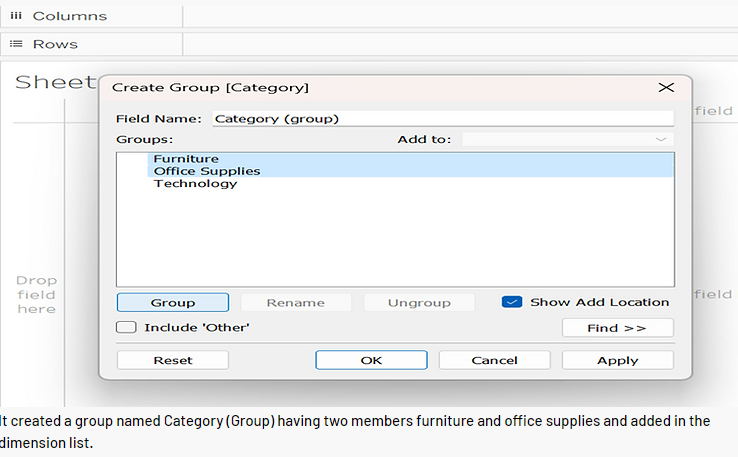 Columns
Rows
Sheet
Create Group [Category]
field
Field Name: Category (group)
Groups: Add to:
Furniture
Office Supplies
Technology
Drop
field
here
field
Group Rename Ungroup Show Add Location
Include 'Other' Find >>
Reset OK Cancel Apply
It created a group named Category (Group) having two members furniture and office supplies and added in the
dimension list.